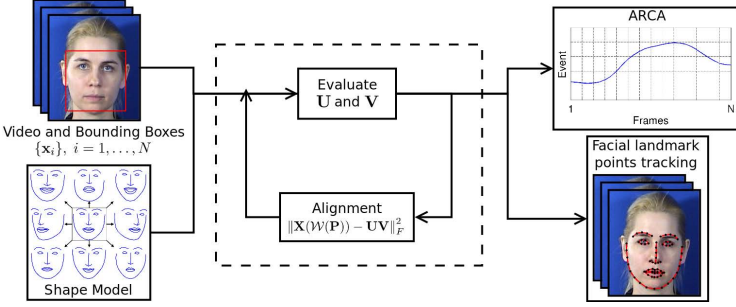 Video and Bounding Boxes
{x_i}, i = 1, . . . , N
Shape Model
Evaluate
U and V
Alignment
‖X(W(P)) − UV‖²_F
ARCA
Event
1
N
Frames
Facial landmark
points tracking